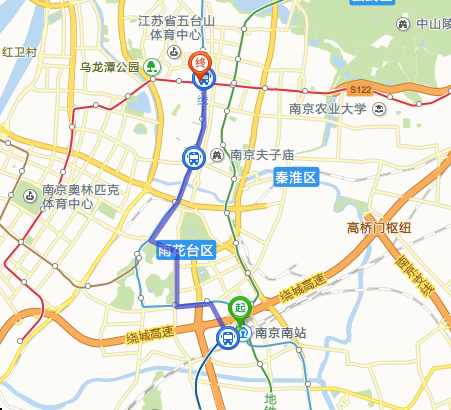 江苏省五台山
体育中心
中山陵
红卫村
乌龙潭公园
终
S122
南京农业大学
南京夫子庙
秦淮区
南京奥林匹克
体育中心
高桥门枢纽
雨花台区
绕城高速
起
绕城高速
南京南站
地铁